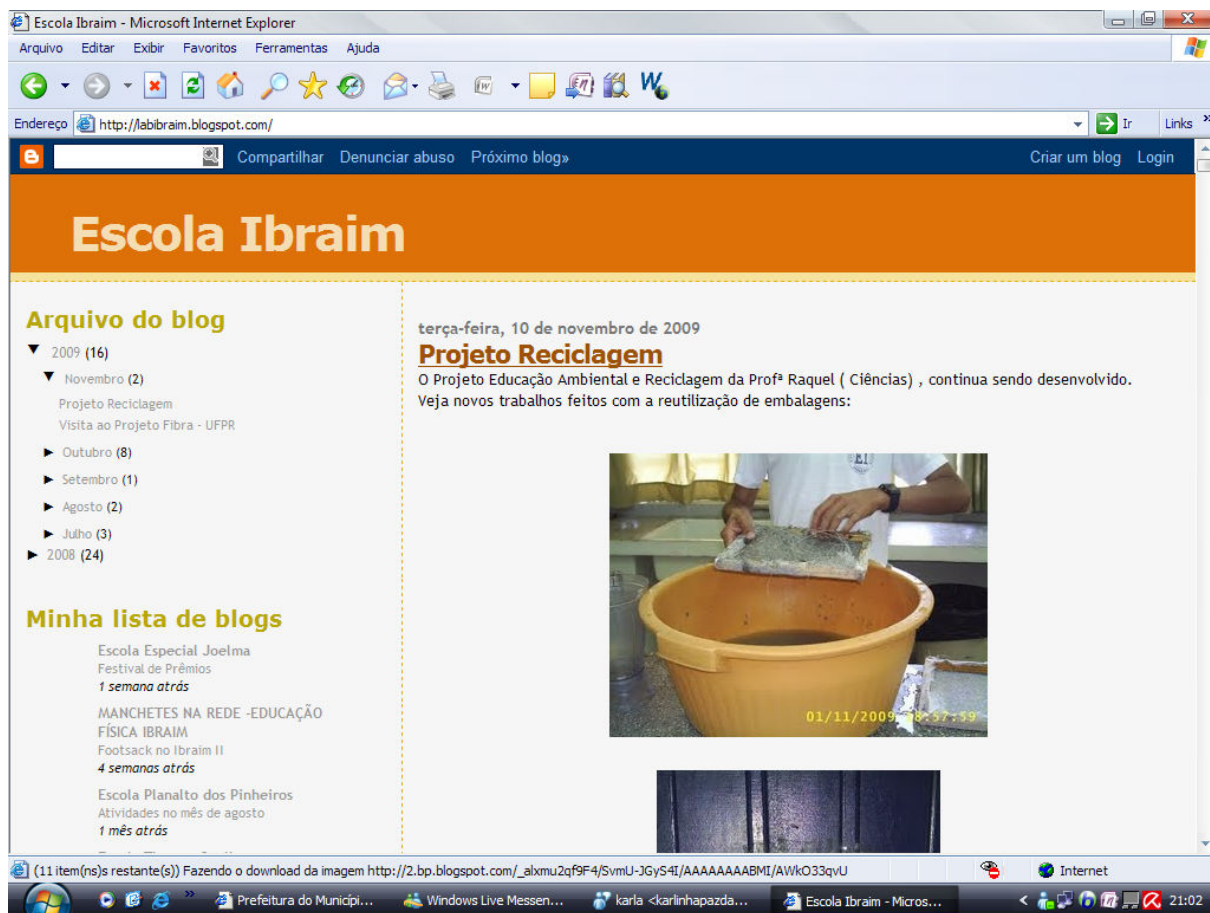 Escola Ibraim - Microsoft Internet Explorer
Arquivo Editar Exibir Favoritos Ferramentas Ajuda
Endereço http://labibraim.blogspot.com/ Ir Links »
Compartilhar Denunciar abuso Próximo blog» Criar um blog Login
Escola Ibraim
Arquivo do blog
▼ 2009 (16)
▼ Novembro (2)
Projeto Reciclagem
Visita ao Projeto Fibra - UFPR
► Outubro (8)
► Setembro (1)
► Agosto (2)
► Julho (3)
► 2008 (24)
Minha lista de blogs
Escola Especial Joelma
Festival de Prêmios
1 semana atrás
MANCHETES NA REDE -EDUCAÇÃO
FÍSICA IBRAIM
Footsack no Ibraim II
4 semanas atrás
Escola Planalto dos Pinheiros
Atividades no mês de agosto
1 mês atrás
terça-feira, 10 de novembro de 2009
Projeto Reciclagem
O Projeto Educação Ambiental e Reciclagem da Profª Raquel ( Ciências) , continua sendo desenvolvido.
Veja novos trabalhos feitos com a reutilização de embalagens:
EI
01/11/2009
(11 item(ns)s restante(s)) Fazendo o download da imagem http://2.bp.blogspot.com/_alxmu2qf9F4/SvmU-JGyS4I/AAAAAAAABMI/AWkO33qvU Internet
Prefeitura do Municípi... Windows Live Messen... karla <karlinhapazda... Escola Ibraim - Micros... 21:02